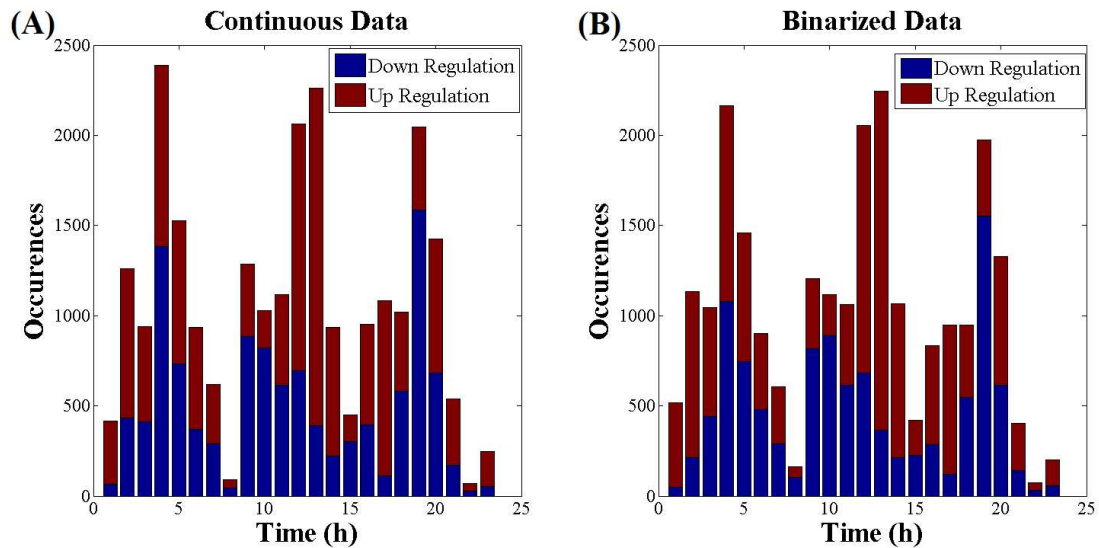 (A)
Continuous Data
2500
2000
1500
1000
500
0
Occurences
Down Regulation
Up Regulation
0 5 10 15 20 25
Time (h)
(B)
Binarized Data
2500
2000
1500
1000
500
0
Occurences
Down Regulation
Up Regulation
0 5 10 15 20 25
Time (h)